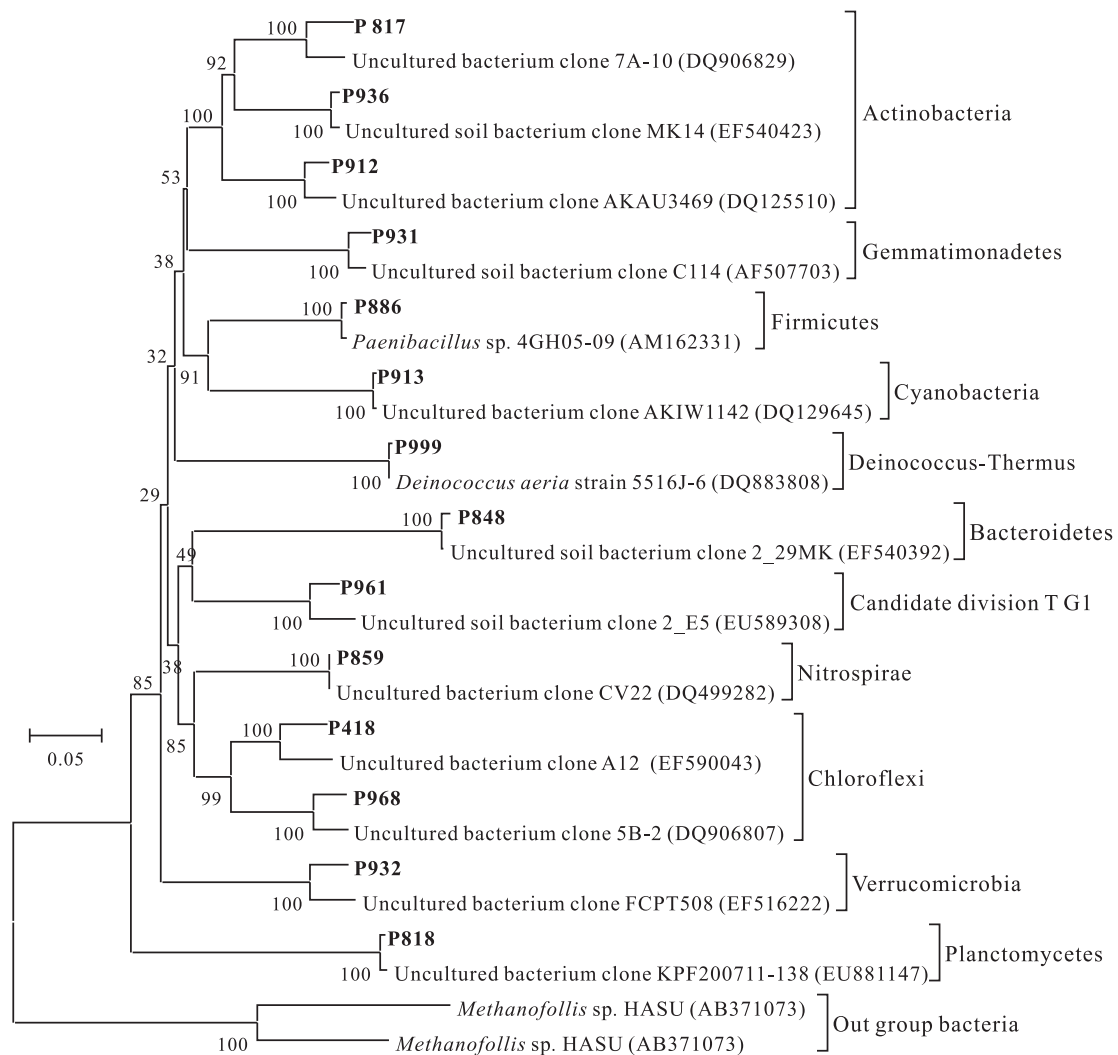 100
P 817
Uncultured bacterium clone 7A-10 (DQ906829)
92
P936
100
Uncultured soil bacterium clone MK14 (EF540423)
Actinobacteria
100
P912
100
Uncultured bacterium clone AKAU3469 (DQ125510)
53
P931
100
Uncultured soil bacterium clone C114 (AF507703)
Gemmatimonadetes
38
100
P886
Paenibacillus sp. 4GH05-09 (AM162331)
Firmicutes
32
91
P913
100
Uncultured bacterium clone AKIW1142 (DQ129645)
Cyanobacteria
P999
100
Deinococcus aeria strain 5516J-6 (DQ883808)
Deinococcus-Thermus
29
100
P848
Uncultured soil bacterium clone 2_29MK (EF540392)
Bacteroidetes
49
P961
100
Uncultured soil bacterium clone 2_E5 (EU589308)
Candidate division T G1
38
100
P859
Uncultured bacterium clone CV22 (DQ499282)
Nitrospirae
85
0.05
85
100
P418
Uncultured bacterium clone A12 (EF590043)
Chloroflexi
99
P968
100
Uncultured bacterium clone 5B-2 (DQ906807)
P932
100
Uncultured bacterium clone FCPT508 (EF516222)
Verrucomicrobia
P818
100
Uncultured bacterium clone KPF200711-138 (EU881147)
Planctomycetes
Methanofollis sp. HASU (AB371073)
100
Methanofollis sp. HASU (AB371073)
Out group bacteria